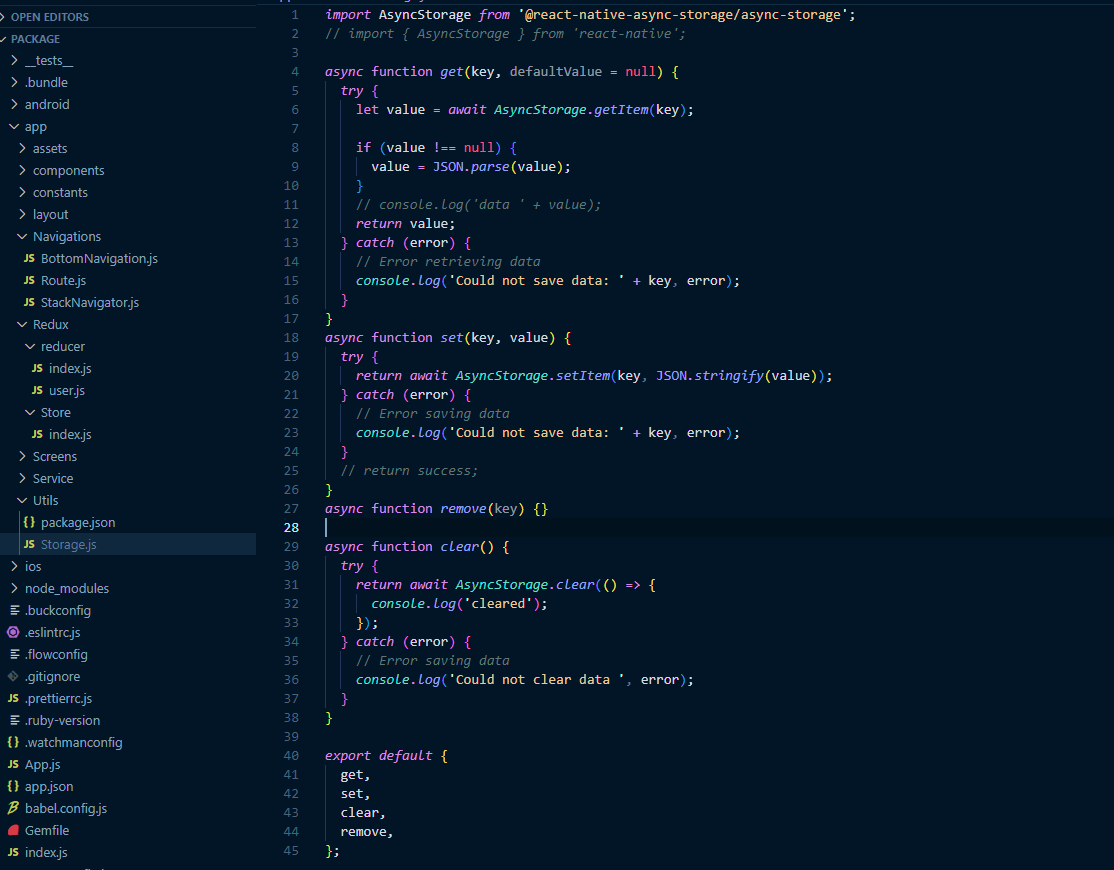 OPEN EDITORS
PACKAGE
__tests__
.bundle
android
app
assets
components
constants
layout
Navigations
JS BottomNavigation.js
JS Route.js
JS StackNavigator.js
Redux
reducer
JS index.js
JS user.js
Store
JS index.js
Screens
Service
Utils
{} package.json
JS Storage.js
ios
node_modules
.buckconfig
.eslintrc.js
.flowconfig
.gitignore
JS .prettierrc.js
.ruby-version
{} .watchmanconfig
JS App.js
{} app.json
babel.config.js
Gemfile
JS index.js
1 import AsyncStorage from '@react-native-async-storage/async-storage';
2 // import { AsyncStorage } from 'react-native';
3
4 async function get(key, defaultValue = null) {
5   try {
6     let value = await AsyncStorage.getItem(key);
7
8     if (value !== null) {
9       value = JSON.parse(value);
10     }
11     // console.log('data ' + value);
12     return value;
13   } catch (error) {
14     // Error retrieving data
15     console.log('Could not save data: ' + key, error);
16   }
17 }
18 async function set(key, value) {
19   try {
20     return await AsyncStorage.setItem(key, JSON.stringify(value));
21   } catch (error) {
22     // Error saving data
23     console.log('Could not save data: ' + key, error);
24   }
25   // return success;
26 }
27 async function remove(key) {}
28
29 async function clear() {
30   try {
31     return await AsyncStorage.clear(() => {
32       console.log('cleared');
33     });
34   } catch (error) {
35     // Error saving data
36     console.log('Could not clear data ', error);
37   }
38 }
39
40 export default {
41   get,
42   set,
43   clear,
44   remove,
45 };